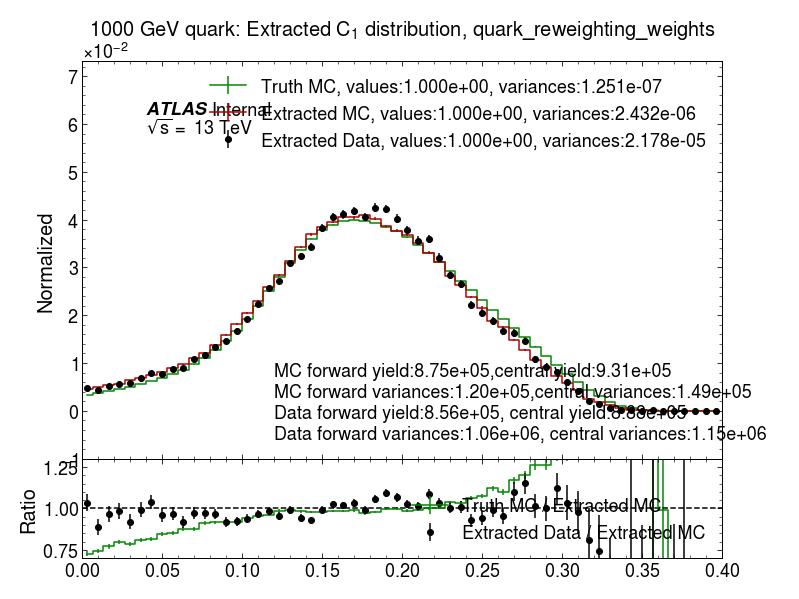 1000 GeV quark: Extracted C₁ distribution, quark_reweighting_weights
×10⁻²
Truth MC, values:1.000e+00, variances:1.251e-07
ATLAS Internal
Extracted MC, values:1.000e+00, variances:2.432e-06
√s = 13 TeV
Extracted Data, values:1.000e+00, variances:2.178e-05
7
6
5
4
3
2
1
0
1
Normalized
MC forward yield:8.75e+05,central yield:9.31e+05
MC forward variances:1.20e+05,central variances:1.49e+05
Data forward yield:8.56e+05, central yield:8.88e+05
Data forward variances:1.06e+06, central variances:1.15e+06
1.25
1.00
0.75
Ratio
Truth MC / Extracted MC
Extracted Data / Extracted MC
0.00 0.05 0.10 0.15 0.20 0.25 0.30 0.35 0.40